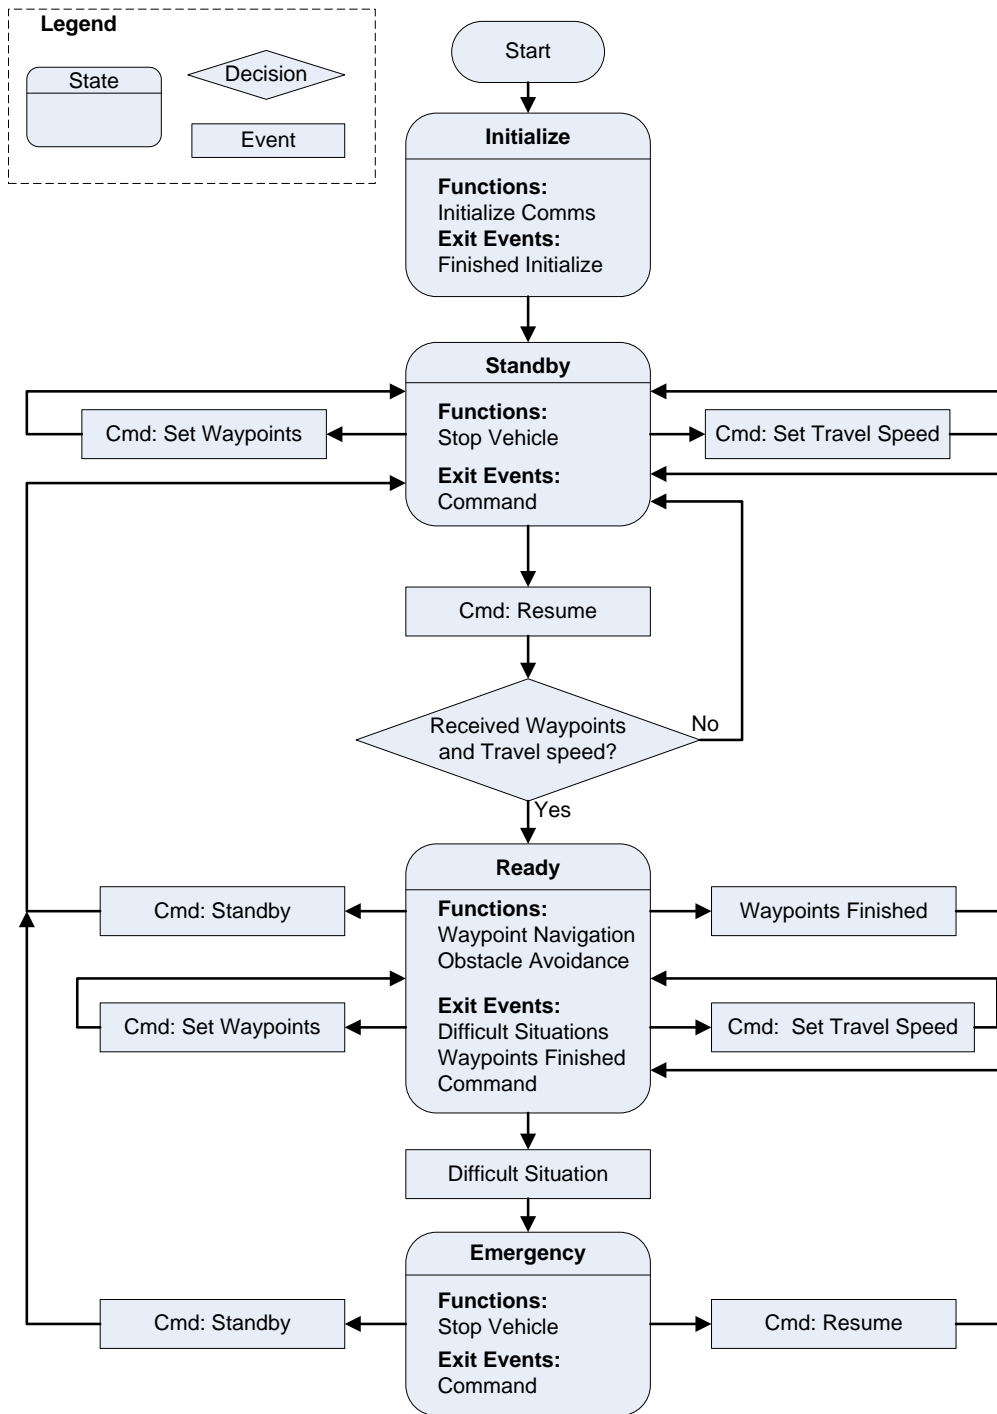 Legend
State
Decision
Event
Start
Initialize
Functions:
Initialize Comms
Exit Events:
Finished Initialize
Standby
Functions:
Stop Vehicle
Exit Events:
Command
Cmd: Set Waypoints
Cmd: Set Travel Speed
Cmd: Resume
Received Waypoints
and Travel speed?
No
Yes
Ready
Functions:
Waypoint Navigation
Obstacle Avoidance
Exit Events:
Difficult Situations
Waypoints Finished
Command
Cmd: Standby
Waypoints Finished
Cmd: Set Waypoints
Cmd:  Set Travel Speed
Difficult Situation
Emergency
Functions:
Stop Vehicle
Exit Events:
Command
Cmd: Standby
Cmd: Resume